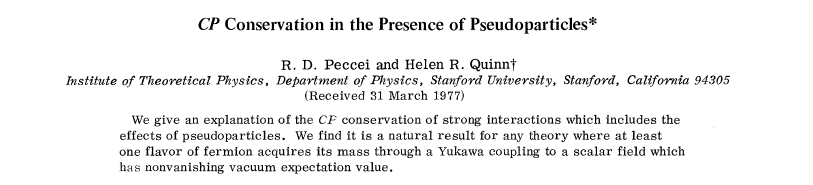 CP Conservation in the Presence of Pseudoparticles*
R. D. Peccei and Helen R. Quinn†
Institute of Theoretical Physics, Department of Physics, Stanford University, Stanford, California 94305
(Received 31 March 1977)
We give an explanation of the CP conservation of strong interactions which includes the
effects of pseudoparticles. We find it is a natural result for any theory where at least
one flavor of fermion acquires its mass through a Yukawa coupling to a scalar field which
has nonvanishing vacuum expectation value.